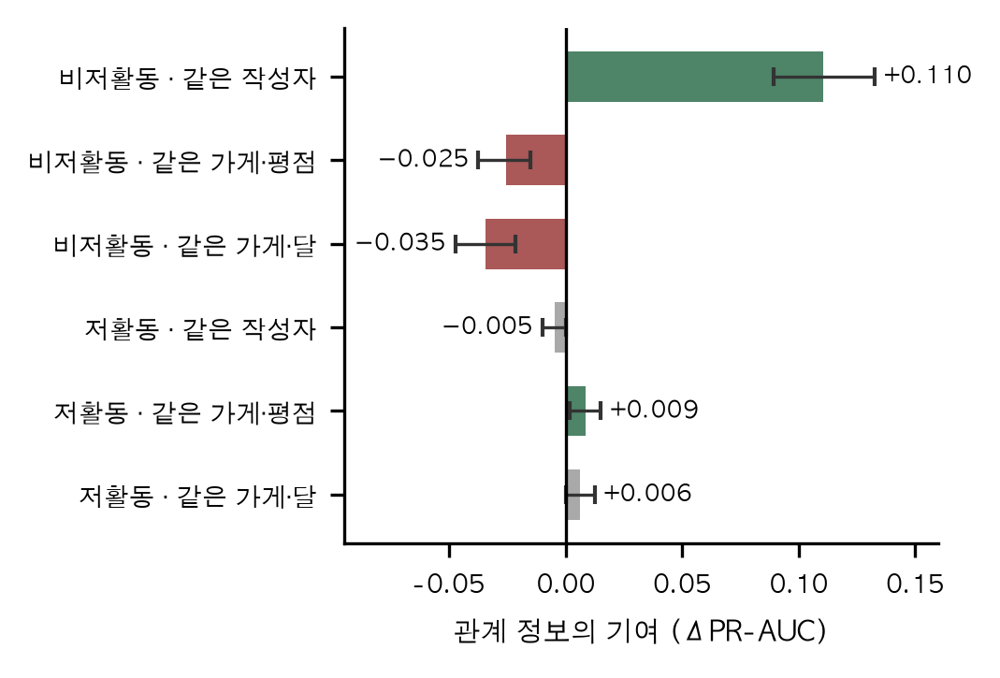 비저활동 · 같은 작성자
+0.110
비저활동 · 같은 가게·평점
−0.025
비저활동 · 같은 가게·달
−0.035
저활동 · 같은 작성자
−0.005
저활동 · 같은 가게·평점
+0.009
저활동 · 같은 가게·달
+0.006
-0.05 0.00 0.05 0.10 0.15
관계 정보의 기여 (Δ PR-AUC)